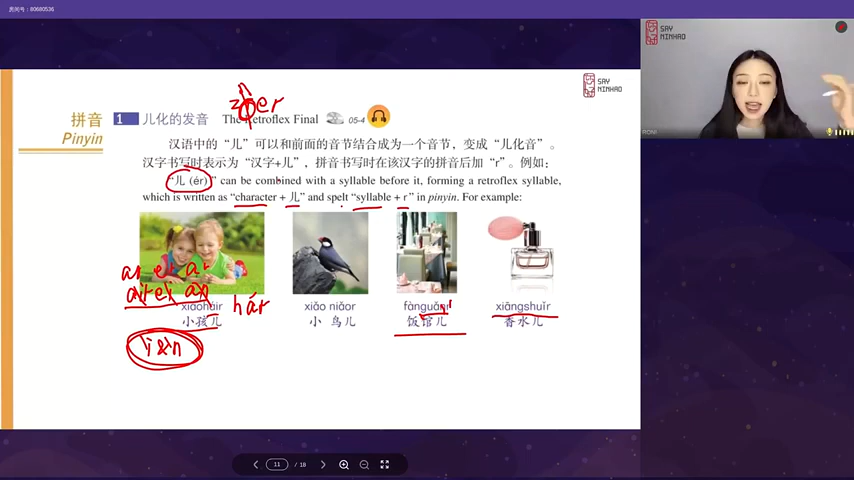 房间号：80680536
SAY
NINHAO
SAY
NINHAO
er
拼音
Pinyin
1 儿化的发音 The Retroflex Final 05-4
汉语中的“儿”可以和前面的音节结合成为一个音节，变成“儿化音”。
汉字书写时表示为“汉字+儿”，拼音书写时在该汉字的拼音后加“r”。例如：
“儿 (ér)” can be combined with a syllable before it, forming a retroflex syllable,
which is written as “character + 儿” and spelt “syllable + r” in pinyin. For example:
hár
xiǎoháir xiǎo niǎor fànguǎnr xiāngshuǐr
小孩儿 小 鸟儿 饭馆儿 香水儿
RONI
11 / 18